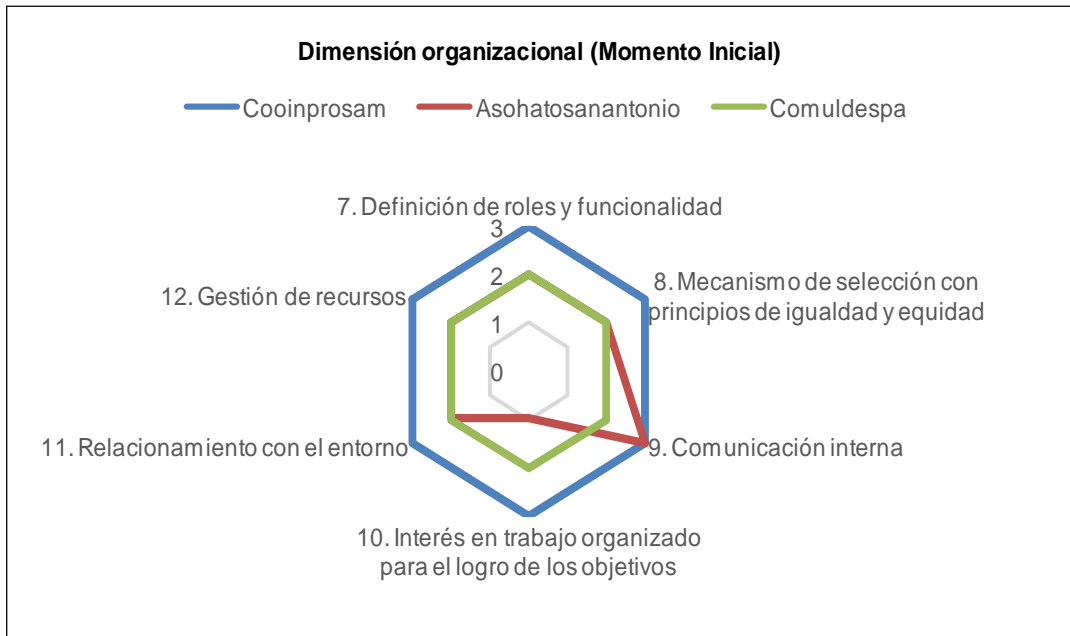 Dimensión organizacional (Momento Inicial)
Cooinprosam Asohatosanantonio Comuldespa
7. Definición de roles y funcionalidad
3
12. Gestión de recursos
2
8. Mecanismo de selección con
principios de igualdad y equidad
1
0
11. Relacionamiento con el entorno
9. Comunicación interna
10. Interés en trabajo organizado
para el logro de los objetivos